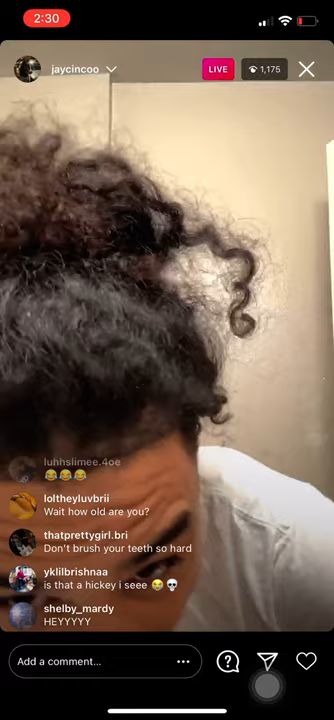 2:30
jaycincoo
LIVE
1,175
luhhslimee.4oe
😂😂😂
loltheyluvbrii
Wait how old are you?
thatprettygirl.bri
Don't brush your teeth so hard
yklilbrishnaa
is that a hickey i seee 😭💀
shelby_mardy
HEYYYYY
Add a comment...